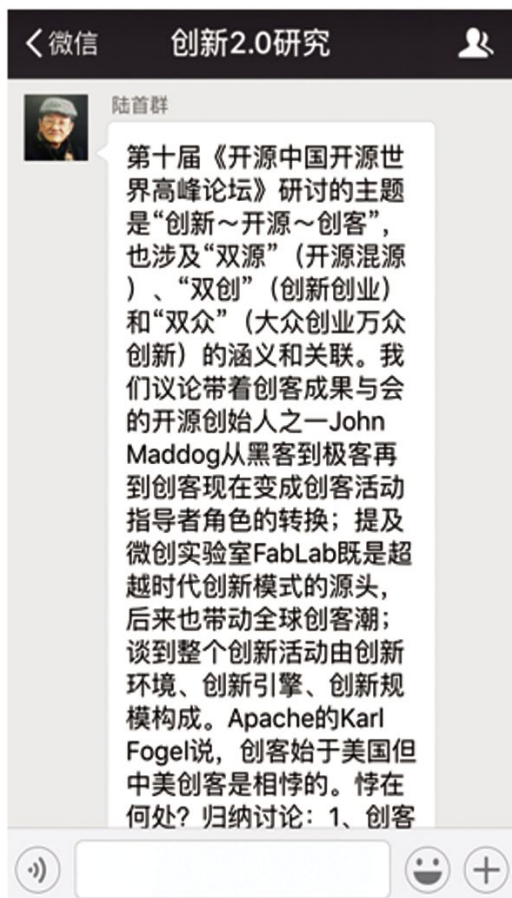 微信
创新2.0研究
陆首群
第十届《开源中国开源世
界高峰论坛》研讨的主题
是“创新～开源～创客”，
也涉及“双源”（开源混源
）、“双创”（创新创业）
和“双众”（大众创业万众
创新）的涵义和关联。我
们议论带着创客成果与会
的开源创始人之一John
Maddog从黑客到极客再
到创客现在变成创客活动
指导者角色的转换；提及
微创实验室FabLab既是超
越时代创新模式的源头，
后来也带动全球创客潮；
谈到整个创新活动由创新
环境、创新引擎、创新规
模构成。Apache的Karl
Fogel说，创客始于美国但
中美创客是相悖的。悖在
何处？归纳讨论：1、创客